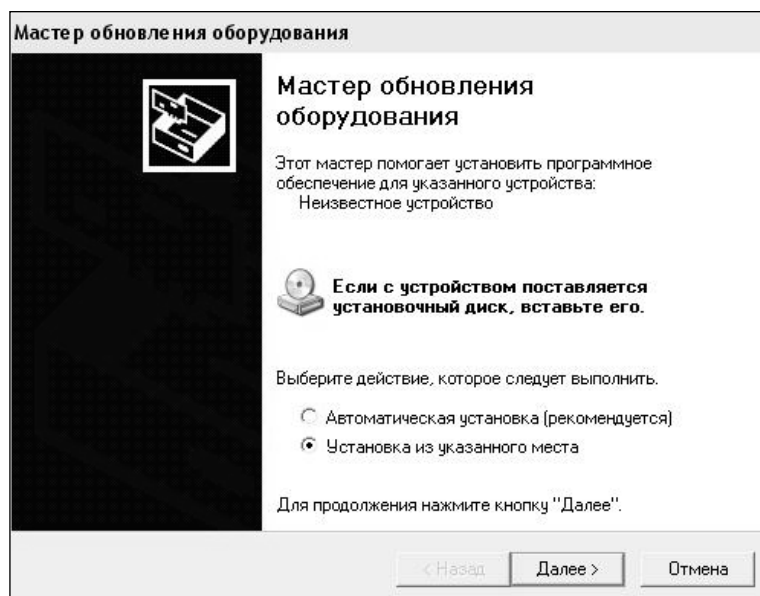 Мастер обновления оборудования
Мастер обновления
оборудования
Этот мастер помогает установить программное
обеспечение для указанного устройства:
Неизвестное устройство
Если с устройством поставляется
установочный диск, вставьте его.
Выберите действие, которое следует выполнить.
Автоматическая установка (рекомендуется)
Установка из указанного места
Для продолжения нажмите кнопку "Далее".
< Назад
Далее >
Отмена